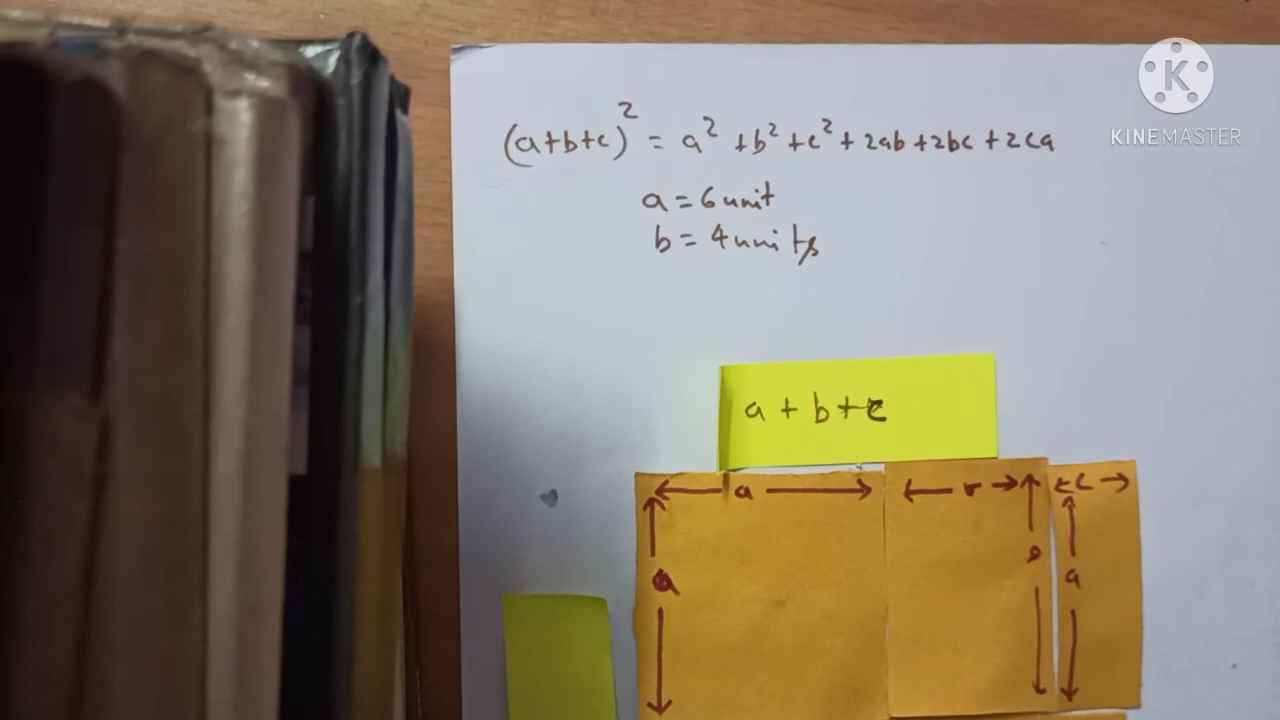 (a+b+c)² = a² + b² + c² + 2ab + 2bc + 2ca
K
KINEMASTER
a = 6 unit
b = 4 units
a + b + c
← a → ← → ← c →
a a